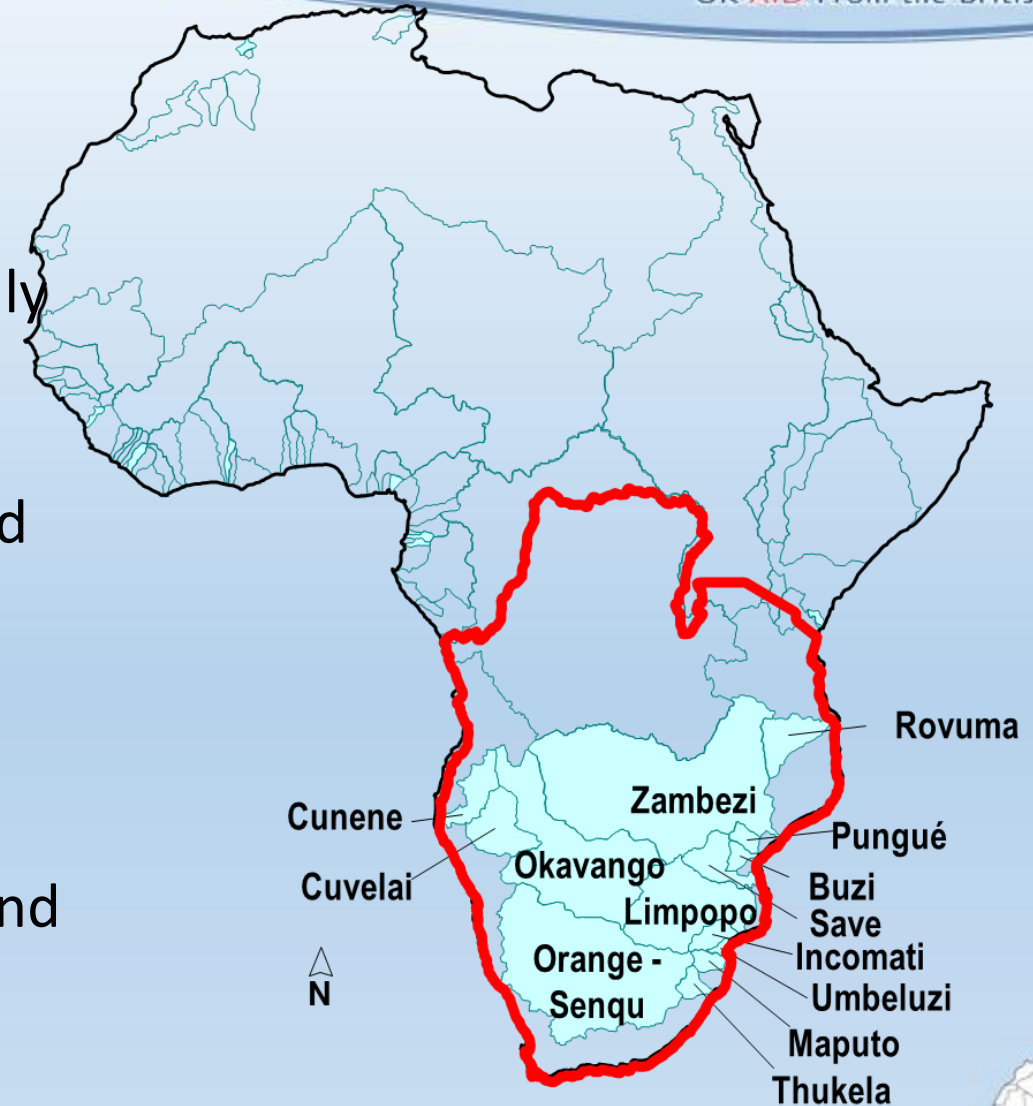 ly
d
nd
Rovuma
Zambezi
Cunene
Pungué
Okavango
Cuvelai
Buzi
Limpopo
Save
Incomati
Orange -
Senqu
N
Umbeluzi
Maputo
Thukela